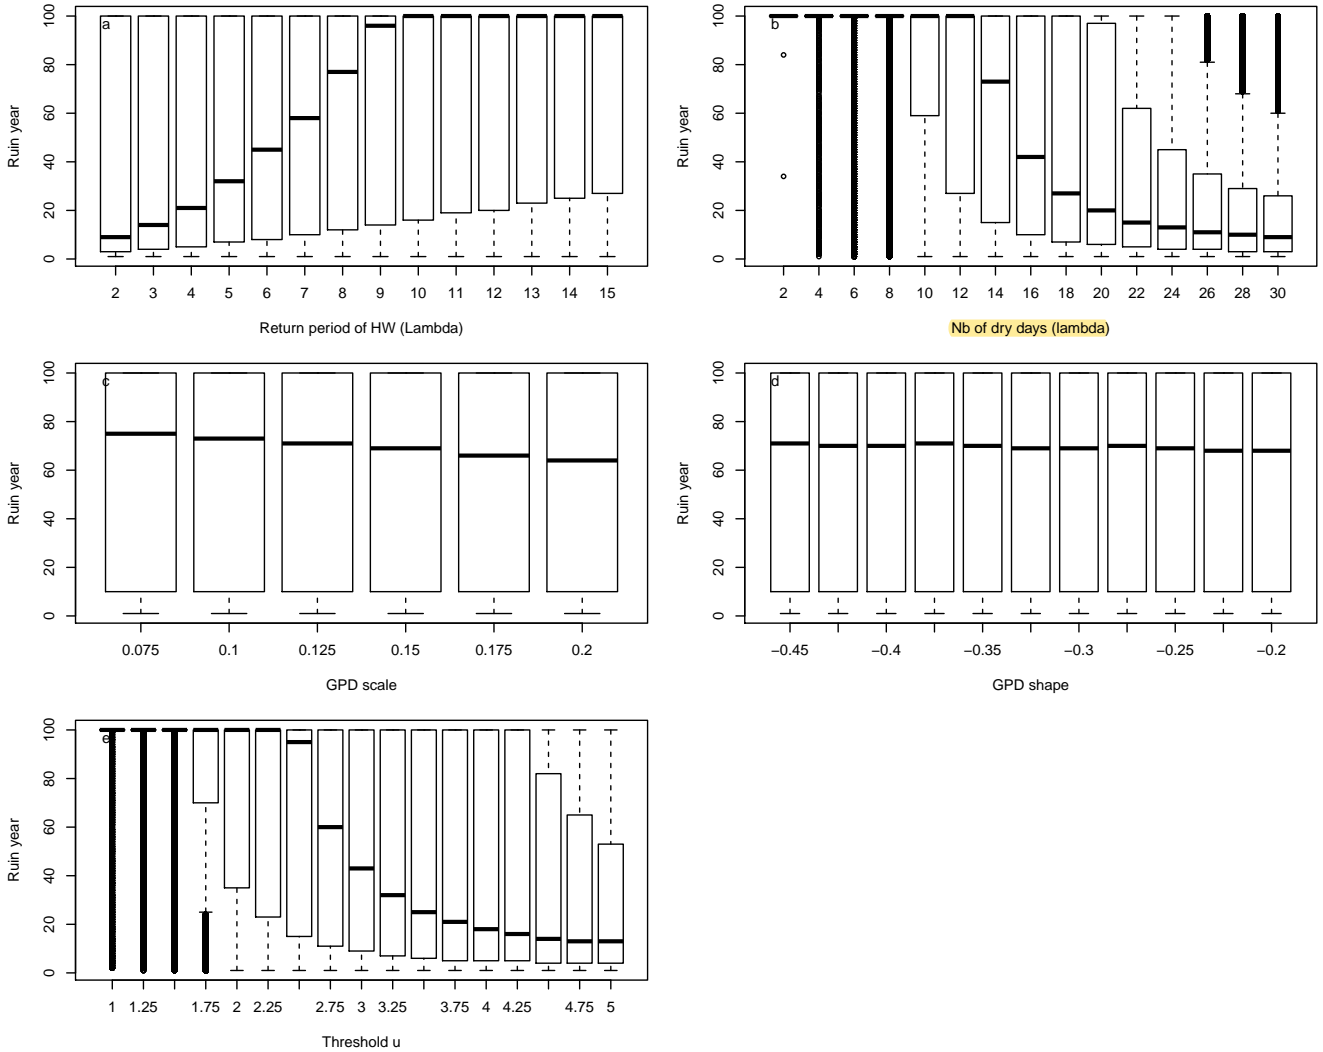 a
Ruin year
0 20 40 60 80 100
2 3 4 5 6 7 8 9 10 11 12 13 14 15
Return period of HW (Lambda)
b
Ruin year
0 20 40 60 80 100
2 4 6 8 10 12 14 16 18 20 22 24 26 28 30
Nb of dry days (lambda)
c
Ruin year
0 20 40 60 80 100
0.075 0.1 0.125 0.15 0.175 0.2
GPD scale
d
Ruin year
0 20 40 60 80 100
−0.45 −0.4 −0.35 −0.3 −0.25 −0.2
GPD shape
e
Ruin year
0 20 40 60 80 100
1 1.25 1.75 2 2.25 2.75 3 3.25 3.75 4 4.25 4.75 5
Threshold u